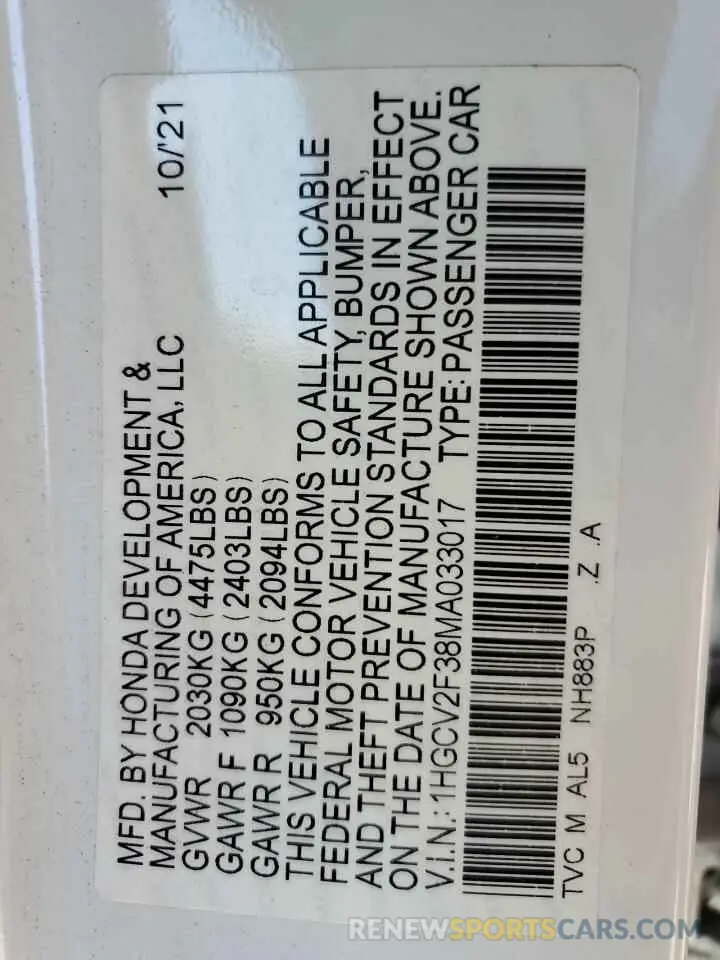 MFD. BY HONDA DEVELOPMENT &
MANUFACTURING OF AMERICA, LLC 10/'21
GVWR 2030KG (4475LBS)
GAWR F 1090KG (2403LBS)
GAWR R 950KG (2094LBS)
THIS VEHICLE CONFORMS TO ALL APPLICABLE
FEDERAL MOTOR VEHICLE SAFETY, BUMPER,
AND THEFT PREVENTION STANDARDS IN EFFECT
ON THE DATE OF MANUFACTURE SHOWN ABOVE.
V.I.N.: 1HGCV2F38MA033017 TYPE: PASSENGER CAR
TVC M AL5 NH883P .Z .A
RENEWSPORTSCARS.COM